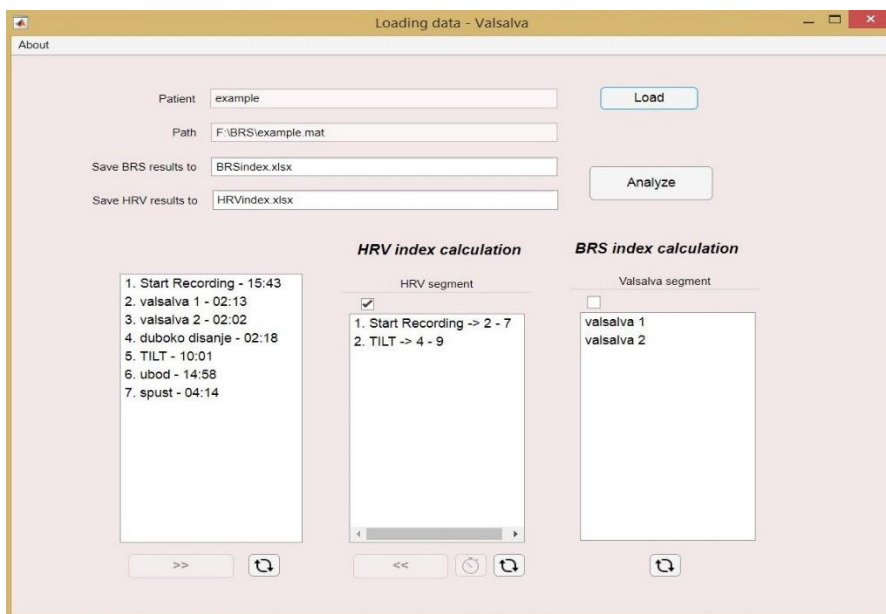 Loading data - Valsalva
About
Patient
example
Load
Path
F:\BRS\example.mat
Save BRS results to
BRSindex.xlsx
Analyze
Save HRV results to
HRVindex.xlsx
HRV index calculation
BRS index calculation
1. Start Recording - 15:43
2. valsalva 1 - 02:13
3. valsalva 2 - 02:02
4. duboko disanje - 02:18
5. TILT - 10:01
6. ubod - 14:58
7. spust - 04:14
>>
HRV segment
1. Start Recording -> 2 - 7
2. TILT -> 4 - 9
<<
Valsalva segment
valsalva 1
valsalva 2